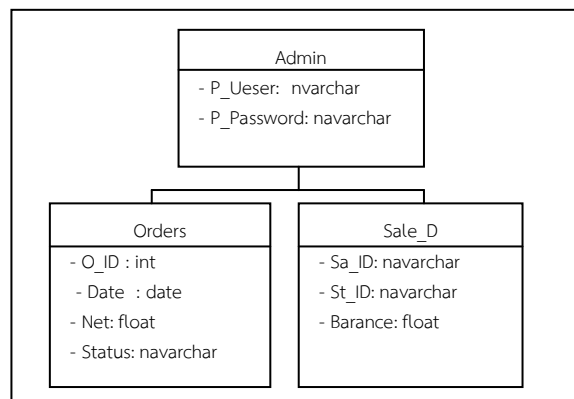 Admin
- P_Ueser: nvarchar
- P_Password: navarchar
Orders
- O_ID : int
- Date : date
- Net: float
- Status: navarchar
Sale_D
- Sa_ID: navarchar
- St_ID: navarchar
- Barance: float